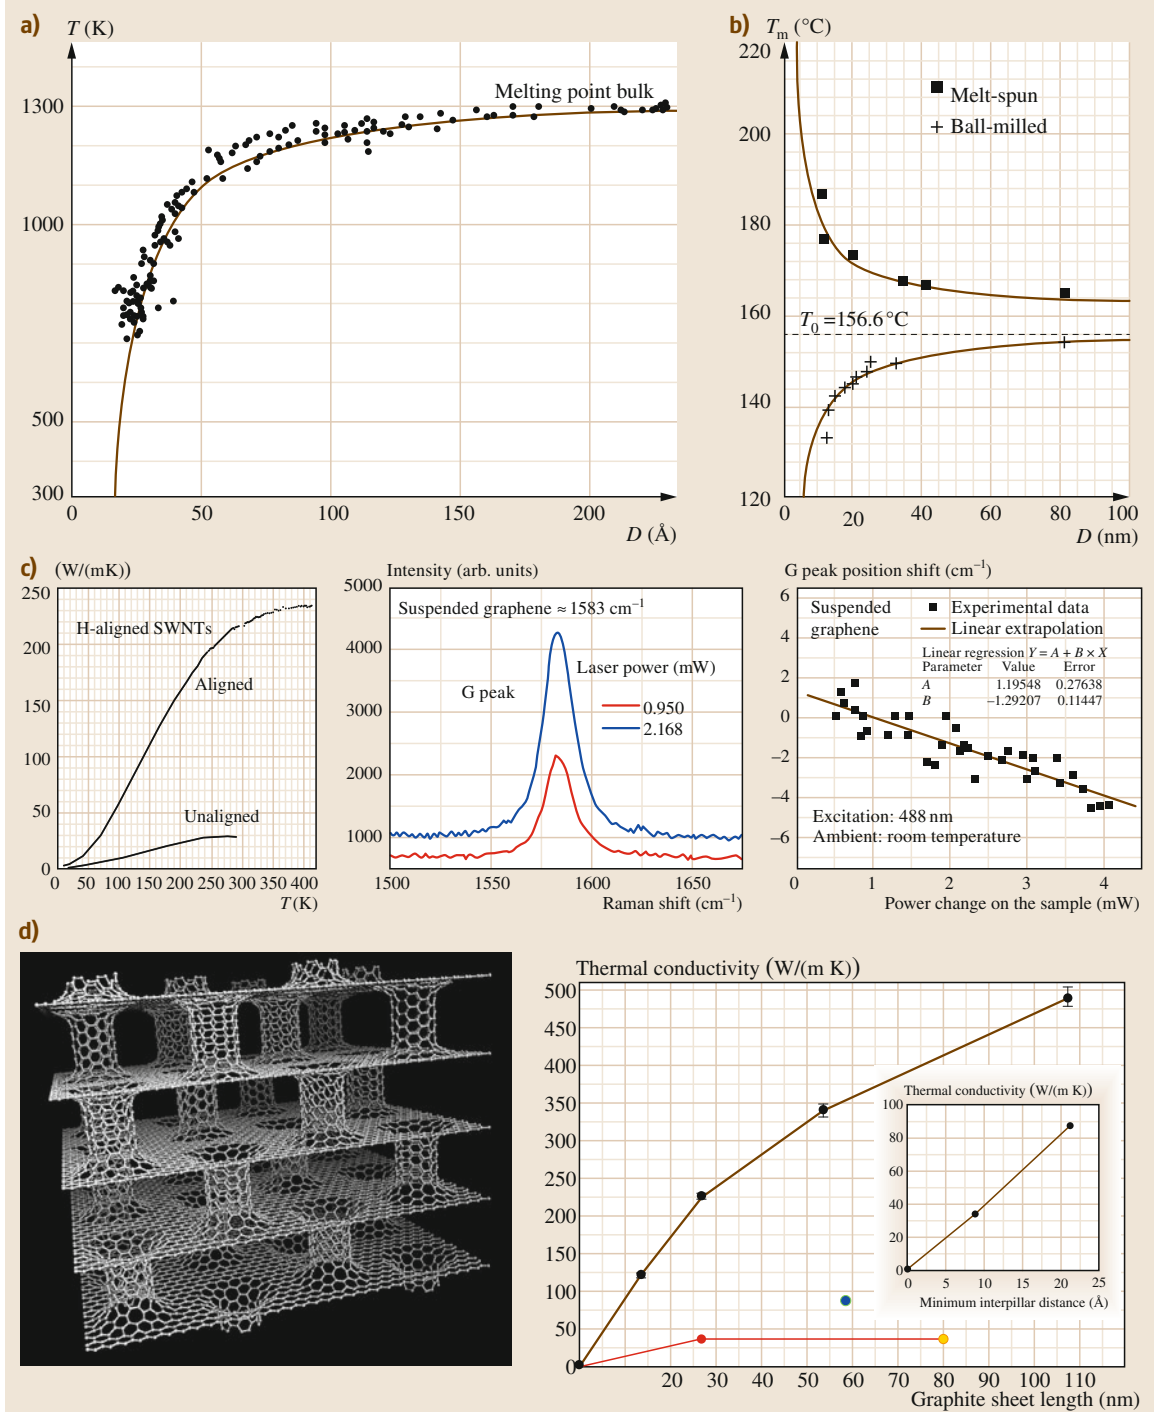 a)
T (K)
1300
1000
500
300
0
50
100
150
200
D (Å)
Melting point bulk
b)
Tm (°C)
220
200
180
160
140
120
0
20
40
60
80
100
D (nm)
Melt-spun
Ball-milled
T0 =156.6 °C
c)
(W/(mK))
250
200
150
100
50
0
0
50
100
150
200
250
300
350
400
T (K)
H-aligned SWNTs
Aligned
Unaligned
Intensity (arb. units)
5000
4000
3000
2000
1000
1500
1550
1600
1650
Raman shift (cm−1)
Suspended graphene ≈ 1583 cm−1
G peak
Laser power (mW)
0.950
2.168
G peak position shift (cm−1)
6
4
2
0
−2
−4
−6
0
1
2
3
4
Power change on the sample (mW)
Suspended
graphene
Experimental data
Linear extrapolation
Linear regression Y = A + B × X
Parameter Value Error
A 1.19548 0.27638
B −1.29207 0.11447
Excitation: 488 nm
Ambient: room temperature
d)
Thermal conductivity (W/(m K))
500
450
400
350
300
250
200
150
100
50
0
20
30
40
50
60
80
90
100
110
Graphite sheet length (nm)
Thermal conductivity (W/(m K))
100
80
60
40
20
0
0
5
10
15
20
25
Minimum interpillar distance (Å)